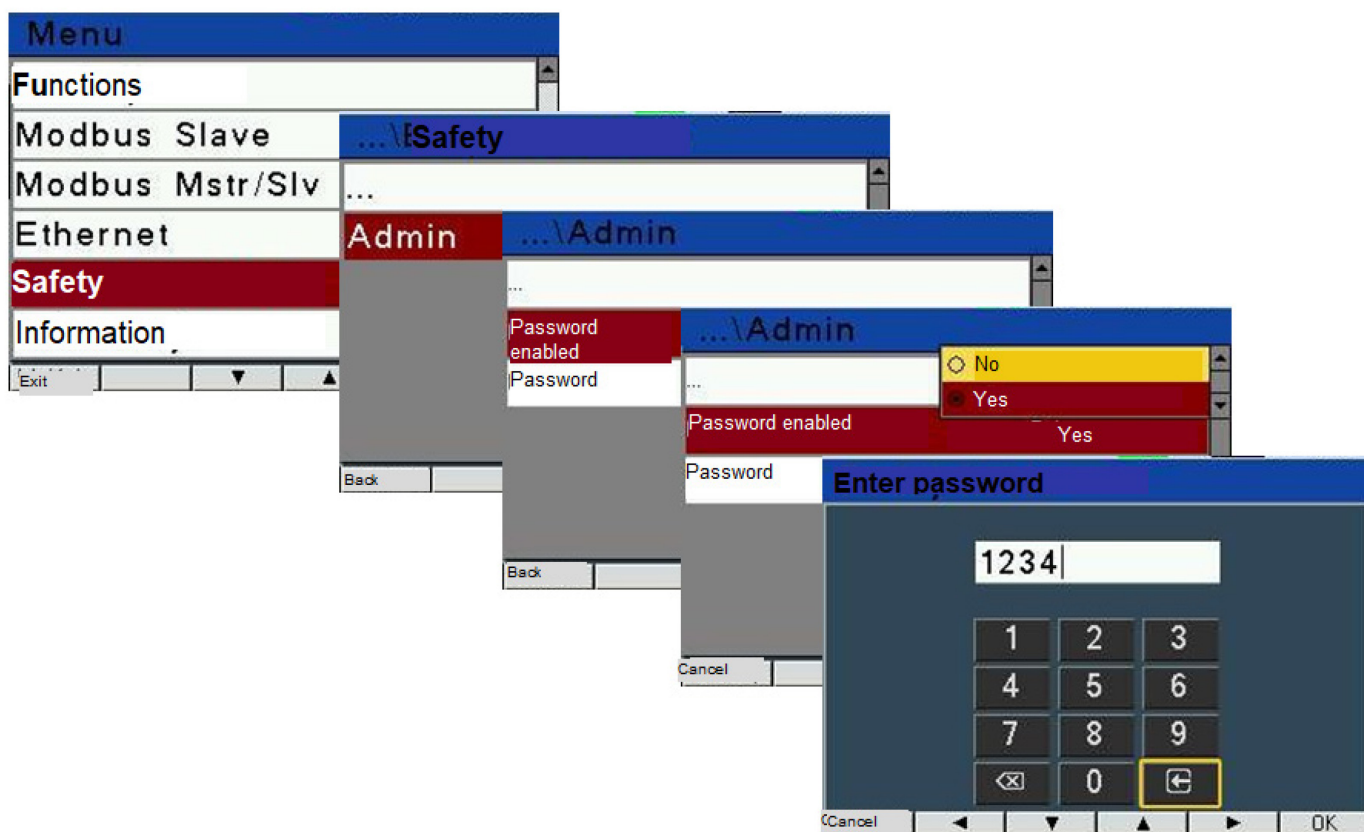 Menu
Functions
Modbus Slave
Modbus Mstr/Slv
Ethernet
Safety
Information
Exit ▼ ▲
...\Safety
...
Admin
Back
...\Admin
...
Password
enabled
Password
Back
...\Admin
...
No
Yes
Password enabled Yes
Password
Cancel
Enter password
1234
1 2 3
4 5 6
7 8 9
0
Cancel ◄ ▼ ▲ ► OK